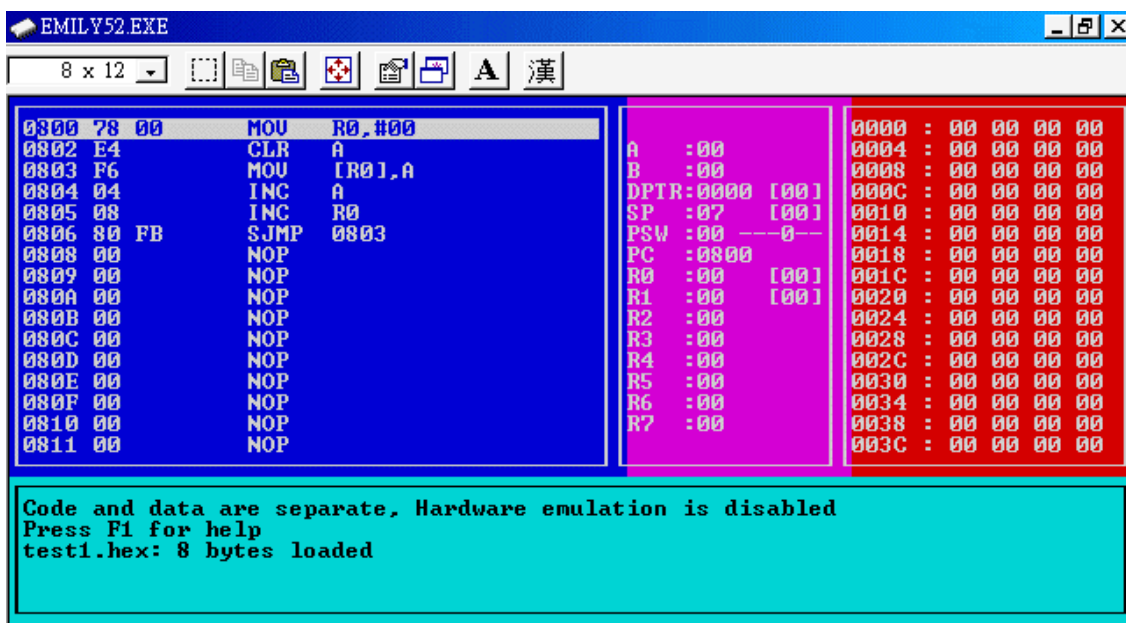 EMILY52.EXE
8 x 12 A 漢
0800 78 00 MOV R0,#00
0802 E4 CLR A
0803 F6 MOV [R0],A
0804 04 INC A
0805 08 INC R0
0806 80 FB SJMP 0803
0808 00 NOP
0809 00 NOP
080A 00 NOP
080B 00 NOP
080C 00 NOP
080D 00 NOP
080E 00 NOP
080F 00 NOP
0810 00 NOP
0811 00 NOP
A :00
B :00
DPTR:0000 [00]
SP :07 [00]
PSW :00 ---0--
PC :0800
R0 :00 [00]
R1 :00 [00]
R2 :00
R3 :00
R4 :00
R5 :00
R6 :00
R7 :00
0000 : 00 00 00 00
0004 : 00 00 00 00
0008 : 00 00 00 00
000C : 00 00 00 00
0010 : 00 00 00 00
0014 : 00 00 00 00
0018 : 00 00 00 00
001C : 00 00 00 00
0020 : 00 00 00 00
0024 : 00 00 00 00
0028 : 00 00 00 00
002C : 00 00 00 00
0030 : 00 00 00 00
0034 : 00 00 00 00
0038 : 00 00 00 00
003C : 00 00 00 00
Code and data are separate, Hardware emulation is disabled
Press F1 for help
test1.hex: 8 bytes loaded